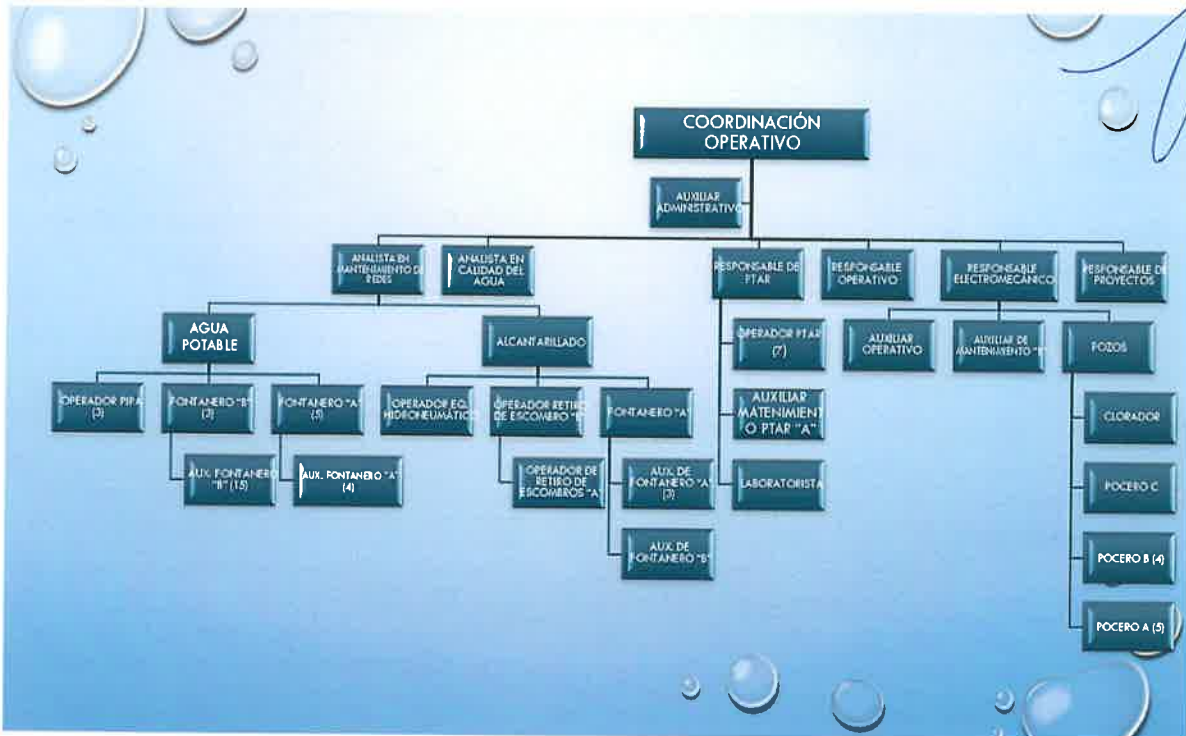 COORDINACIÓN
OPERATIVO
AUXILIAR
ADMINISTRATIVO
ANALISTA EN
MANTENIMIENTO DE
REDES
ANALISTA EN
CALIDAD DEL
AGUA
RESPONSABLE DE
PTAR
RESPONSABLE
OPERATIVO
RESPONSABLE
ELECTROMECÁNICO
RESPONSABLE DE
PROYECTOS
AGUA
POTABLE
ALCANTARILLADO
OPERADOR PTAR
(7)
AUXILIAR
OPERATIVO
AUXILIAR DE
MANTENIMIENTO "B"
POZOS
OPERADOR PIPA
(3)
FONTANERO "B"
(3)
FONTANERO "A"
(5)
OPERADOR EQ.
HIDRONEUMÁTICO
OPERADOR RETIRO
DE ESCOMBRO "B"
FONTANERO "A"
AUXILIAR
MATENIMIENT
O PTAR "A"
CLORADOR
AUX. FONTANERO
"B" (15)
AUX. FONTANERO "A"
(4)
OPERADOR DE
RETIRO DE
ESCOMBROS "A"
AUX. DE
FONTANERO "A"
(3)
LABORATORISTA
POCERO C
AUX. DE
FONTANERO "B"
POCERO B (4)
POCERO A (5)